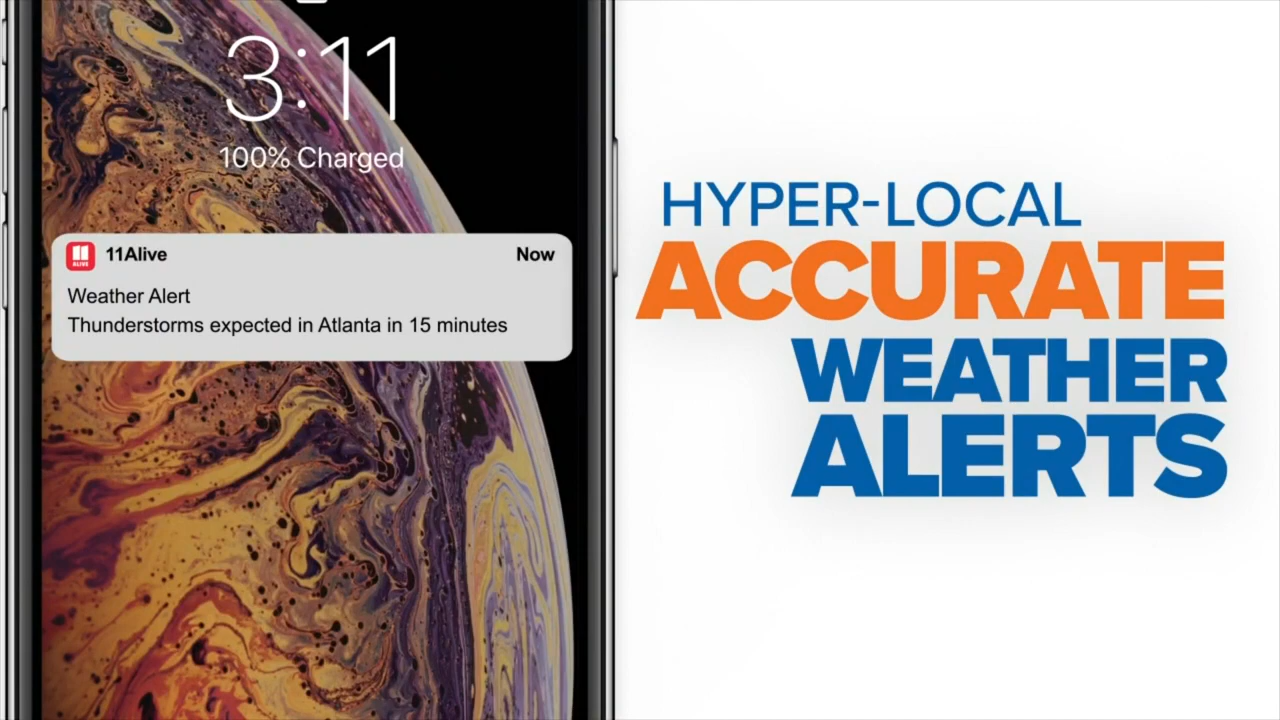 3:11
100% Charged
11Alive
Now
ALIVE
Weather Alert
Thunderstorms expected in Atlanta in 15 minutes
HYPER-LOCAL
ACCURATE
WEATHER
ALERTS